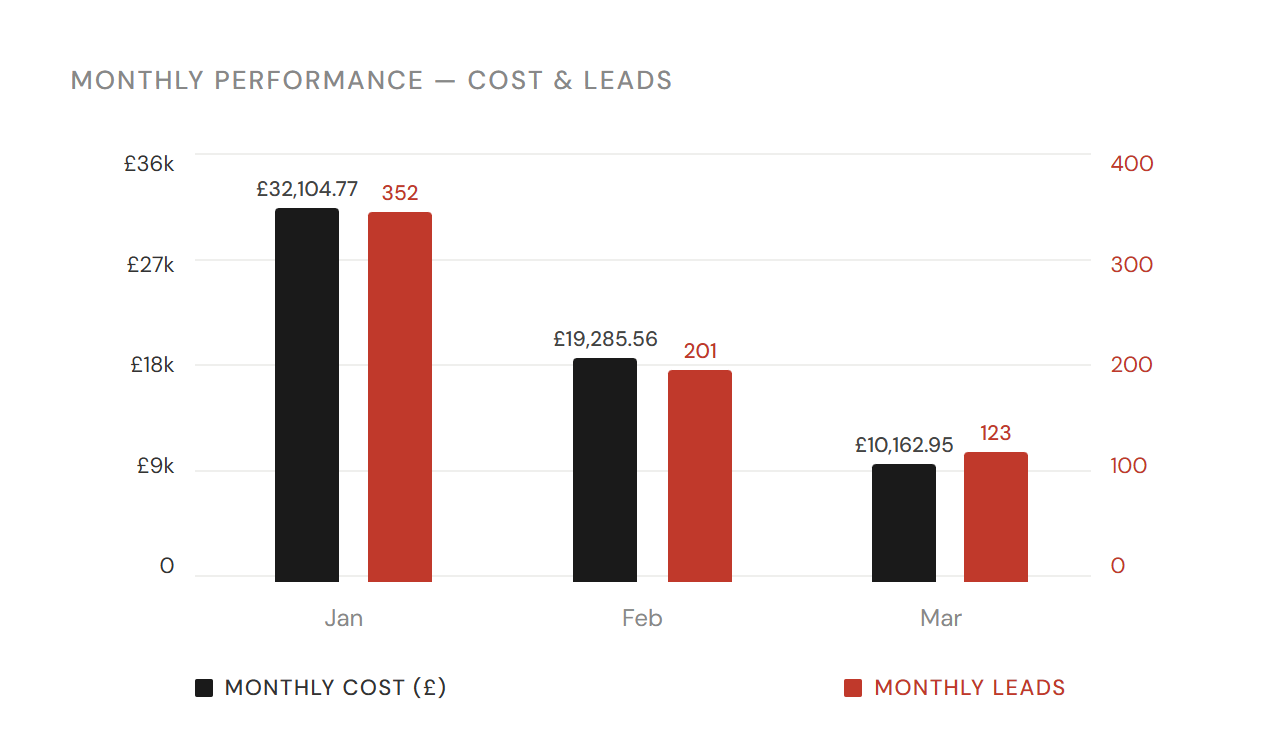 MONTHLY PERFORMANCE — COST & LEADS
£36k 400
£32,104.77 352
£27k 300
£19,285.56 201
£18k 200
£10,162.95 123
£9k 100
0 0
Jan Feb Mar
MONTHLY COST (£) MONTHLY LEADS